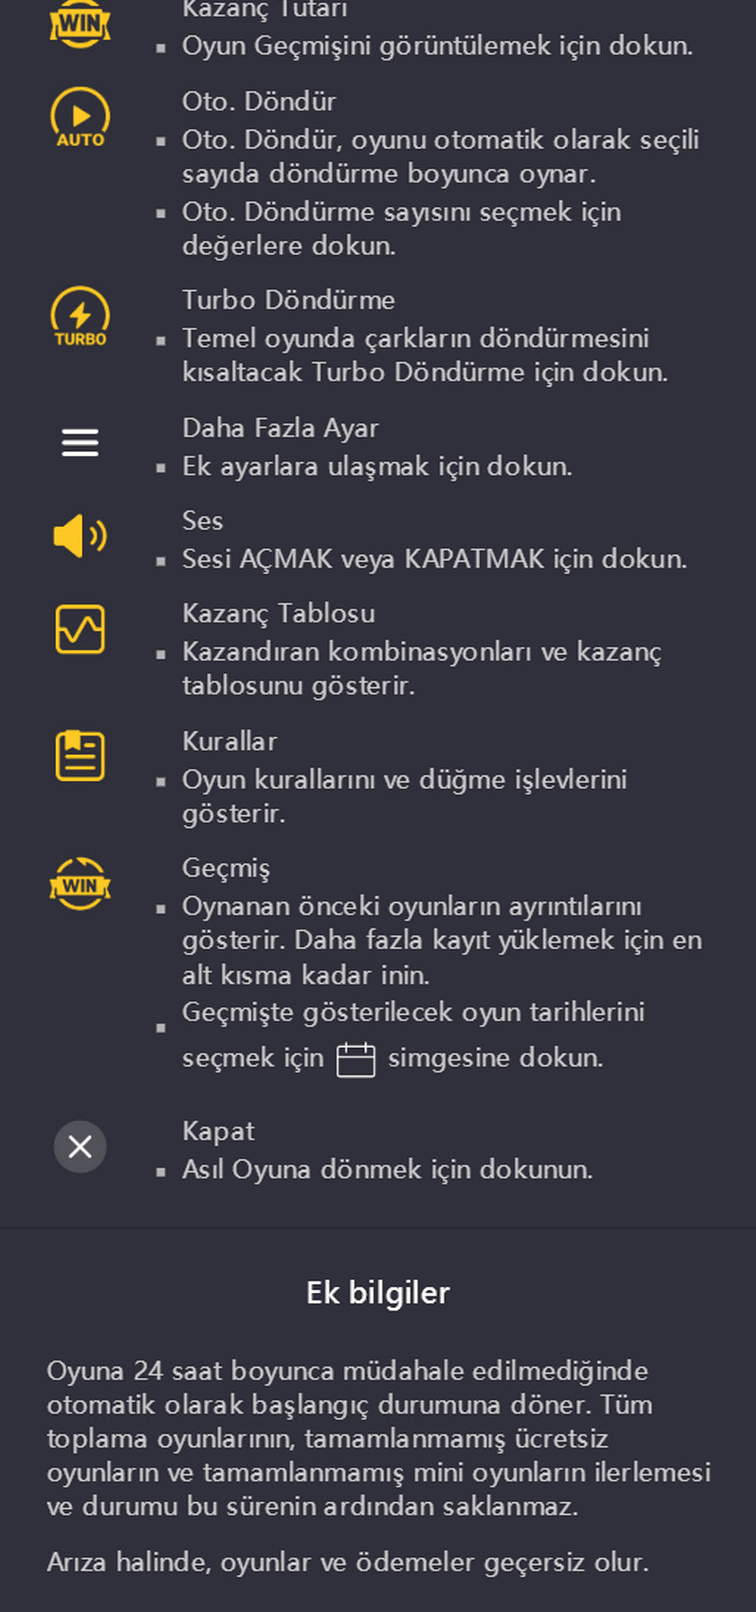 WIN
Kazanç Tutarı
Oyun Geçmişini görüntülemek için dokun.
Oto. Döndür
AUTO
Oto. Döndür, oyunu otomatik olarak seçili
sayıda döndürme boyunca oynar.
Oto. Döndürme sayısını seçmek için
değerlere dokun.
Turbo Döndürme
TURBO
Temel oyunda çarkların döndürmesini
kısaltacak Turbo Döndürme için dokun.
Daha Fazla Ayar
Ek ayarlara ulaşmak için dokun.
Ses
Sesi AÇMAK veya KAPATMAK için dokun.
Kazanç Tablosu
Kazandıran kombinasyonları ve kazanç
tablosunu gösterir.
Kurallar
Oyun kurallarını ve düğme işlevlerini
gösterir.
Geçmiş
WIN
Oynanan önceki oyunların ayrıntılarını
gösterir. Daha fazla kayıt yüklemek için en
alt kısma kadar inin.
Geçmişte gösterilecek oyun tarihlerini
seçmek için simgesine dokun.
Kapat
Asıl Oyuna dönmek için dokunun.
Ek bilgiler
Oyuna 24 saat boyunca müdahale edilmediğinde
otomatik olarak başlangıç durumuna döner. Tüm
toplama oyunlarının, tamamlanmamış ücretsiz
oyunların ve tamamlanmamış mini oyunların ilerlemesi
ve durumu bu sürenin ardından saklanmaz.
Arıza halinde, oyunlar ve ödemeler geçersiz olur.